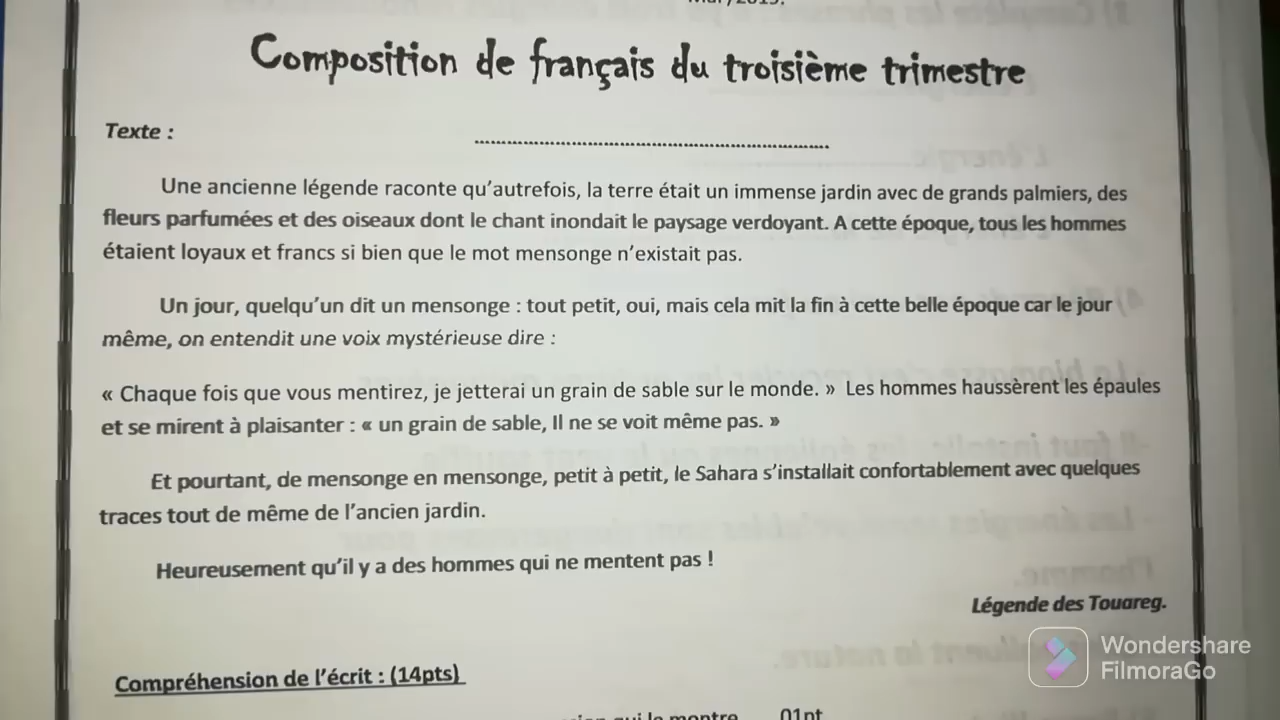 Composition de français du troisième trimestre
Texte : ........................................................................
Une ancienne légende raconte qu'autrefois, la terre était un immense jardin avec de grands palmiers, des
fleurs parfumées et des oiseaux dont le chant inondait le paysage verdoyant. A cette époque, tous les hommes
étaient loyaux et francs si bien que le mot mensonge n'existait pas.
Un jour, quelqu'un dit un mensonge : tout petit, oui, mais cela mit la fin à cette belle époque car le jour
même, on entendit une voix mystérieuse dire :
« Chaque fois que vous mentirez, je jetterai un grain de sable sur le monde. » Les hommes haussèrent les épaules
et se mirent à plaisanter : « un grain de sable, Il ne se voit même pas. »
Et pourtant, de mensonge en mensonge, petit à petit, le Sahara s'installait confortablement avec quelques
traces tout de même de l'ancien jardin.
Heureusement qu'il y a des hommes qui ne mentent pas !
Légende des Touareg.
Wondershare
FilmoraGo
Compréhension de l'écrit : (14pts)
qui le montre 01pt